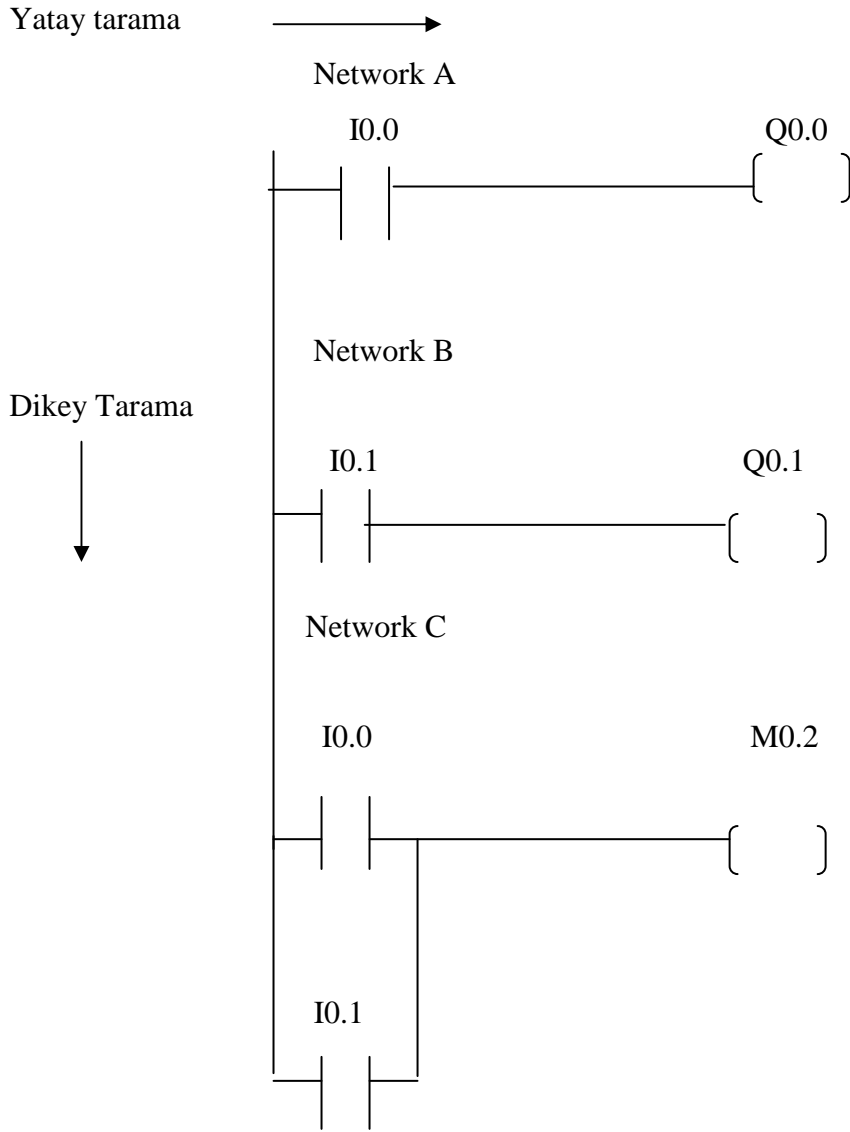 Yatay tarama
Network A
I0.0 Q0.0
Network B
Dikey Tarama
I0.1 Q0.1
Network C
I0.0 M0.2
I0.1